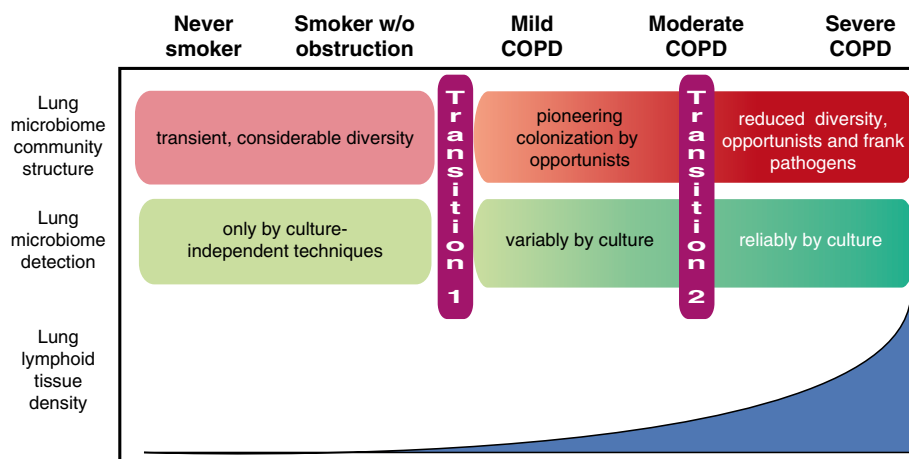 Never
smoker
Smoker w/o
obstruction
Mild
COPD
Moderate
COPD
Severe
COPD
Lung
microbiome
community
structure
transient, considerable diversity
Transition 1
pioneering
colonization by
opportunists
Transition 2
reduced diversity,
opportunists and frank
pathogens
Lung
microbiome
detection
only by culture-
independent techniques
variably by culture
reliably by culture
Lung
lymphoid
tissue
density